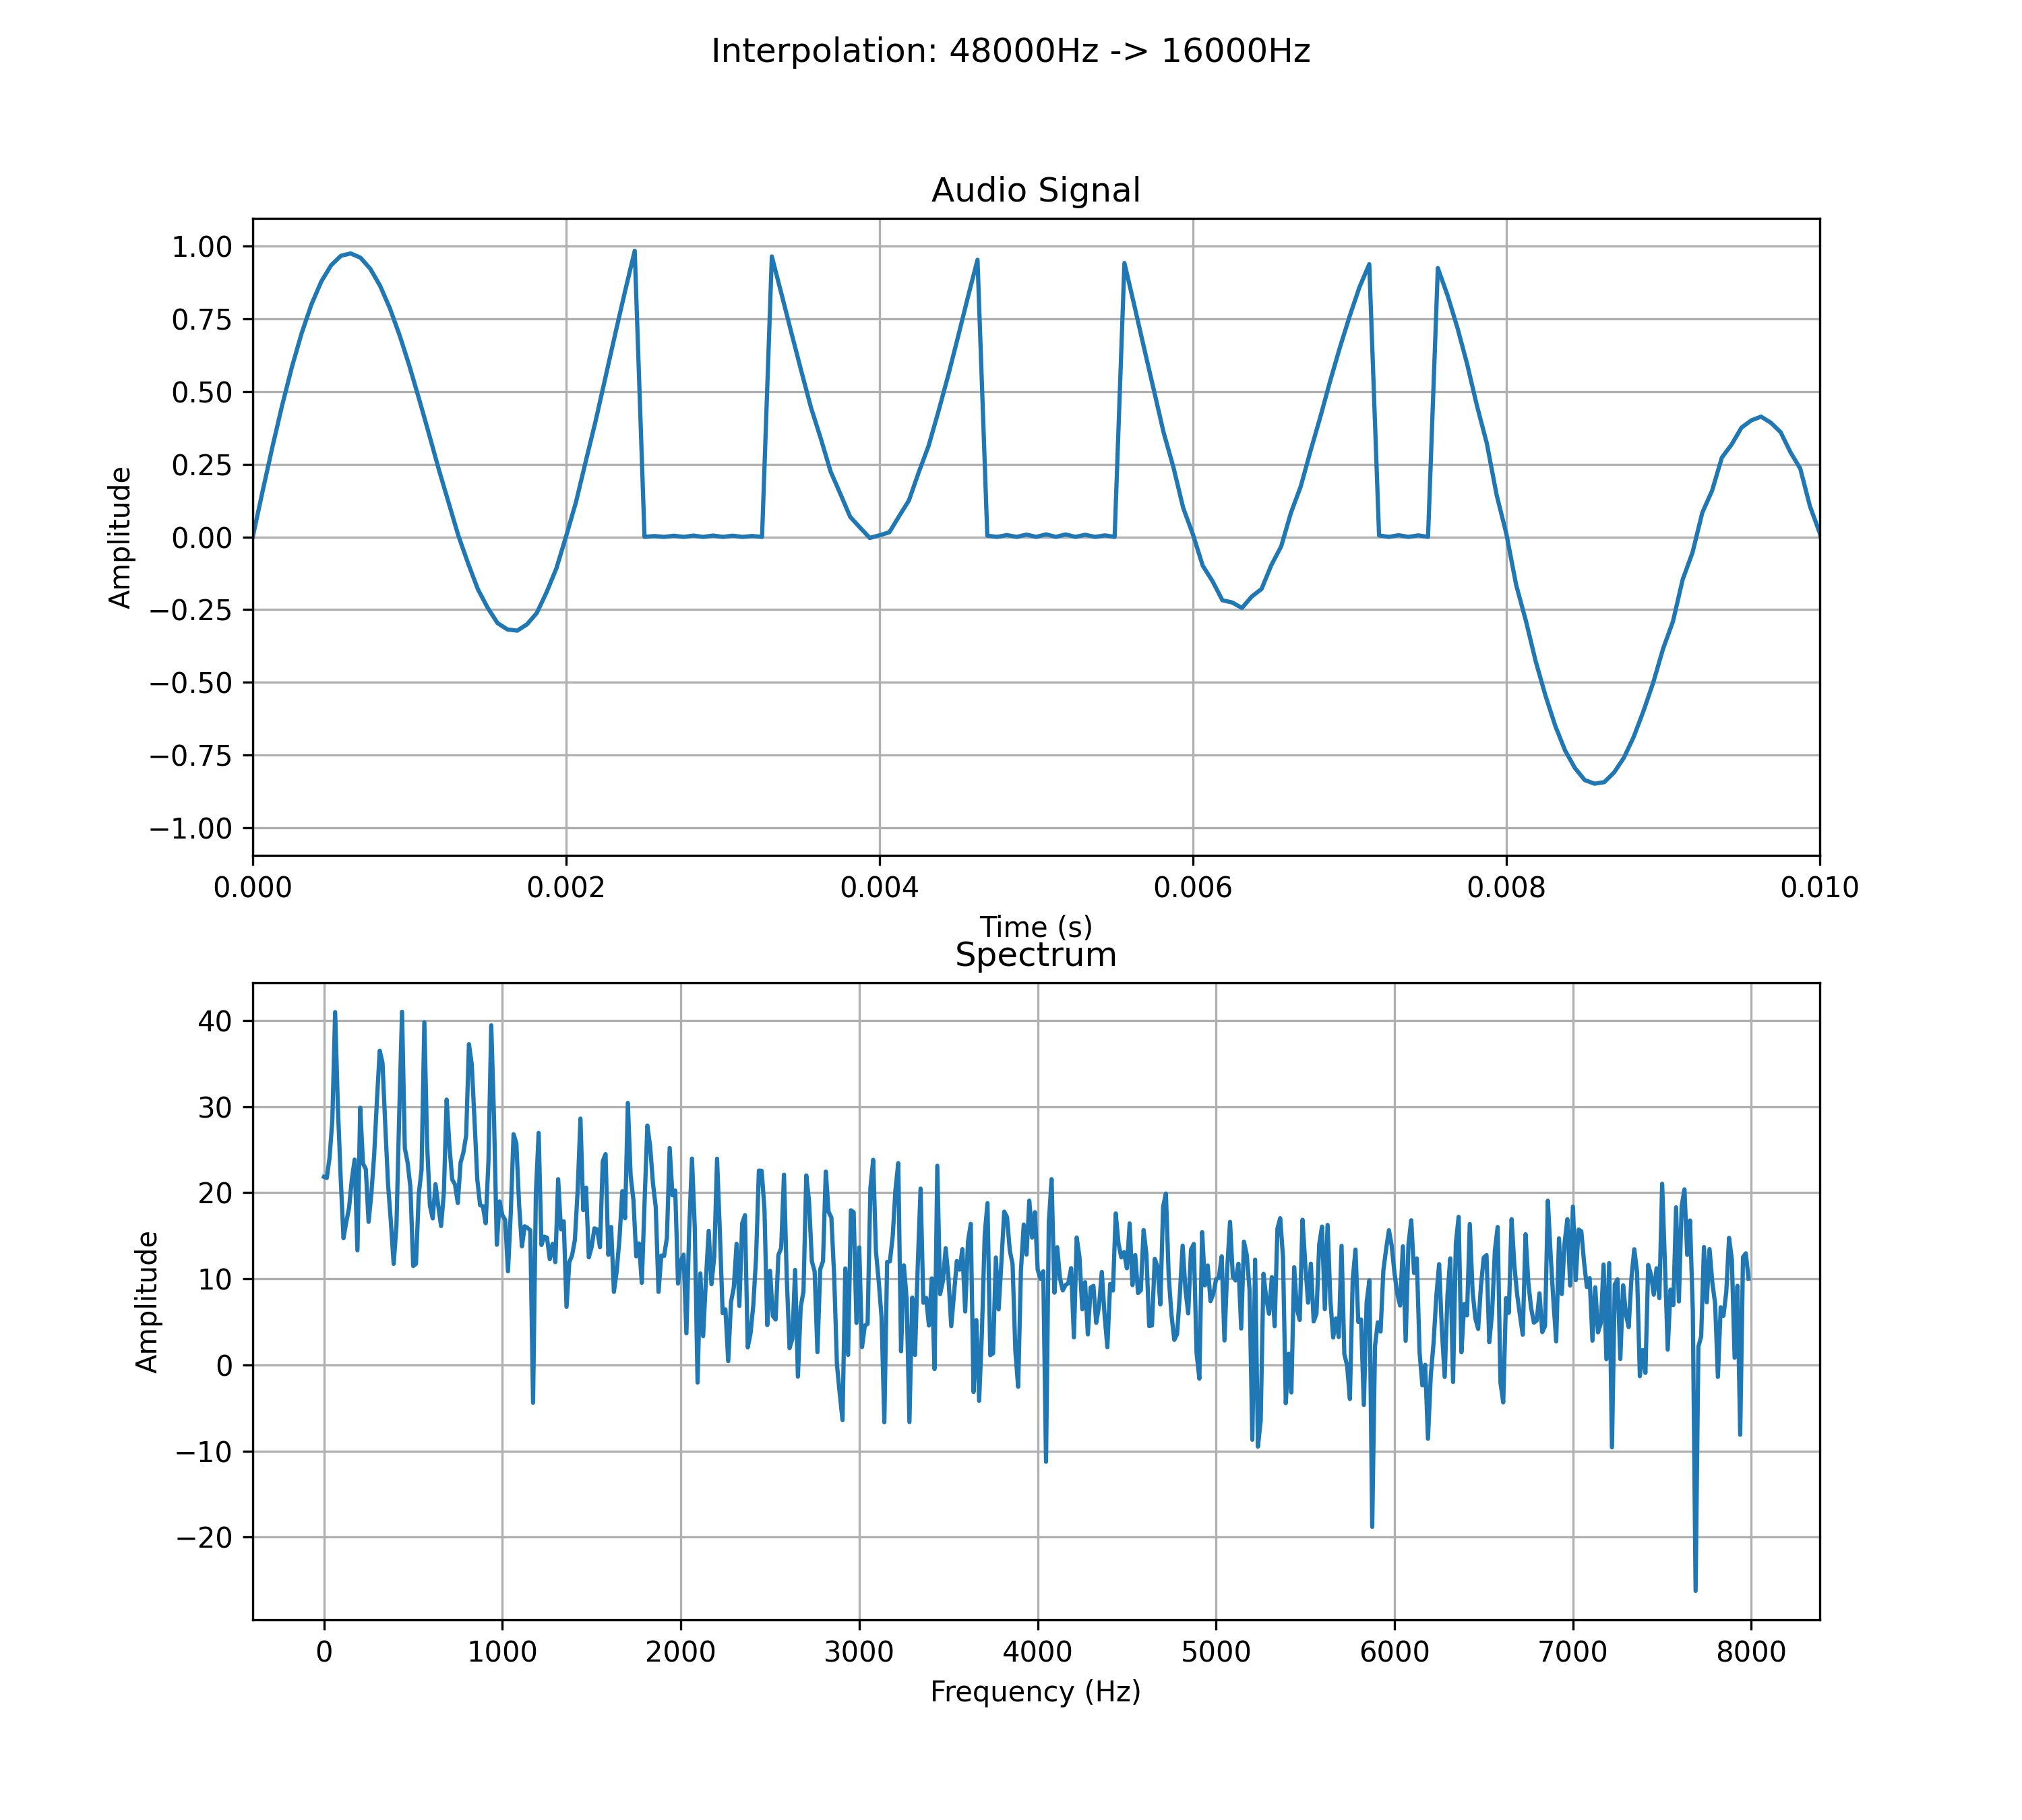 Interpolation: 48000Hz -> 16000Hz
Audio Signal
Amplitude
1.00
0.75
0.50
0.25
0.00
−0.25
−0.50
−0.75
−1.00
0.000 0.002 0.004 0.006 0.008 0.010
Time (s)
Spectrum
Amplitude
40
30
20
10
0
−10
−20
0 1000 2000 3000 4000 5000 6000 7000 8000
Frequency (Hz)